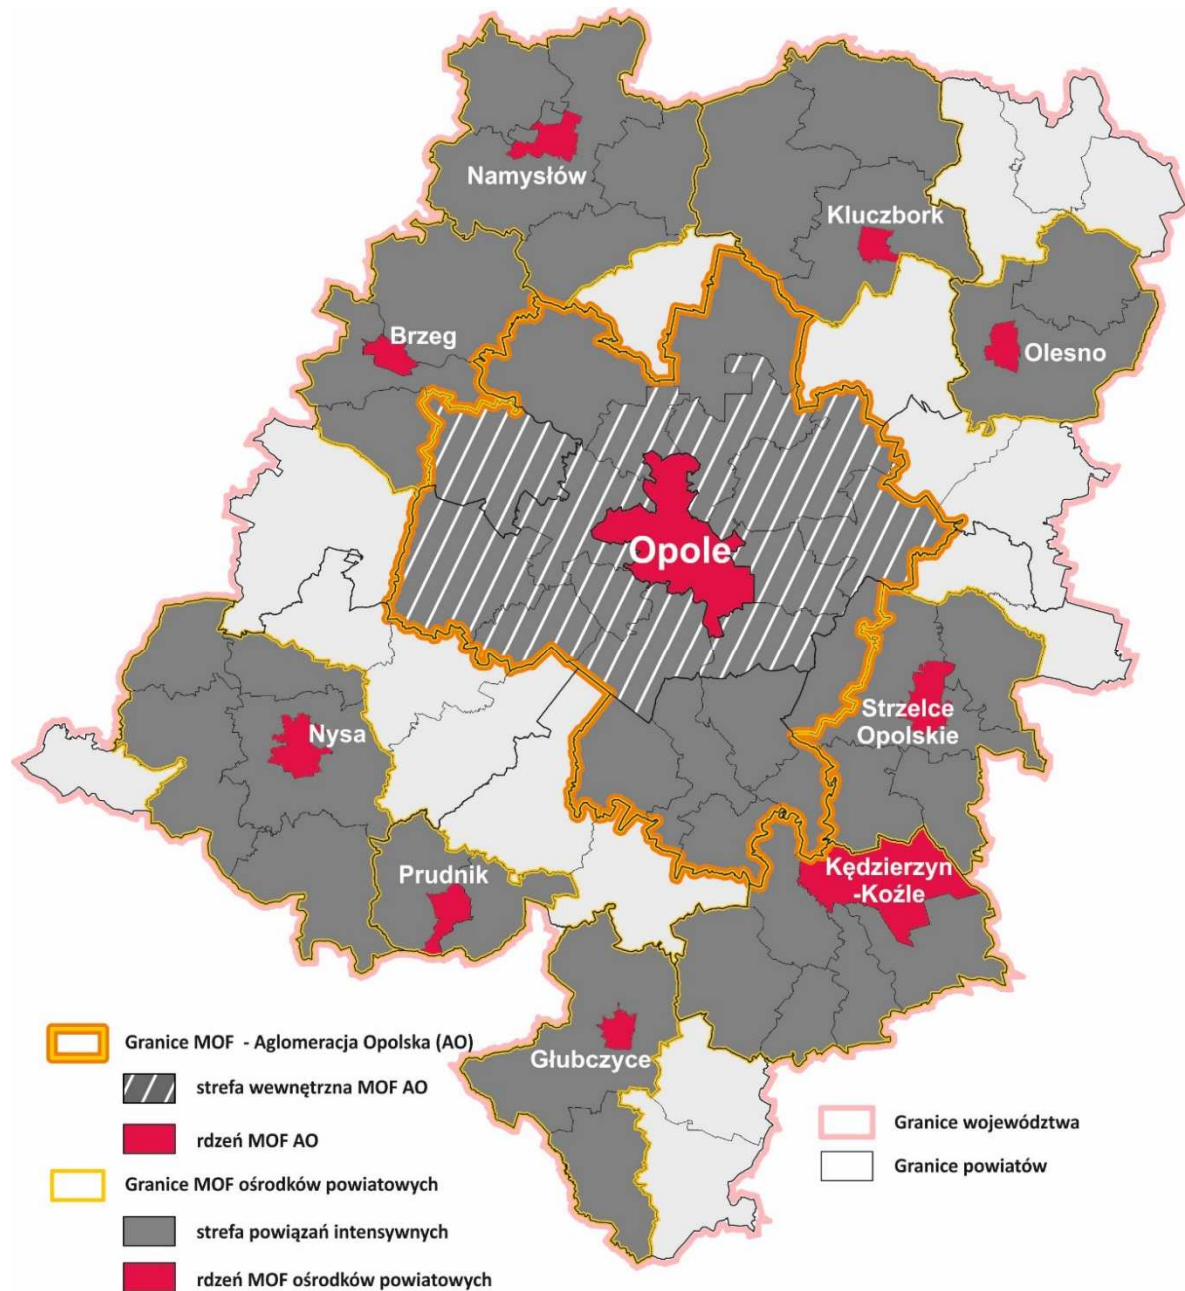 Namysłów
Kluczbork
Brzeg
Olesno
Opole
Strzelce
Opolskie
Nysa
Kędzierzyn
-Koźle
Prudnik
Głubczyce
Granice MOF - Aglomeracja Opolska (AO)
strefa wewnętrzna MOF AO
rdzeń MOF AO
Granice MOF ośrodków powiatowych
strefa powiązań intensywnych
rdzeń MOF ośrodków powiatowych
Granice województwa
Granice powiatów